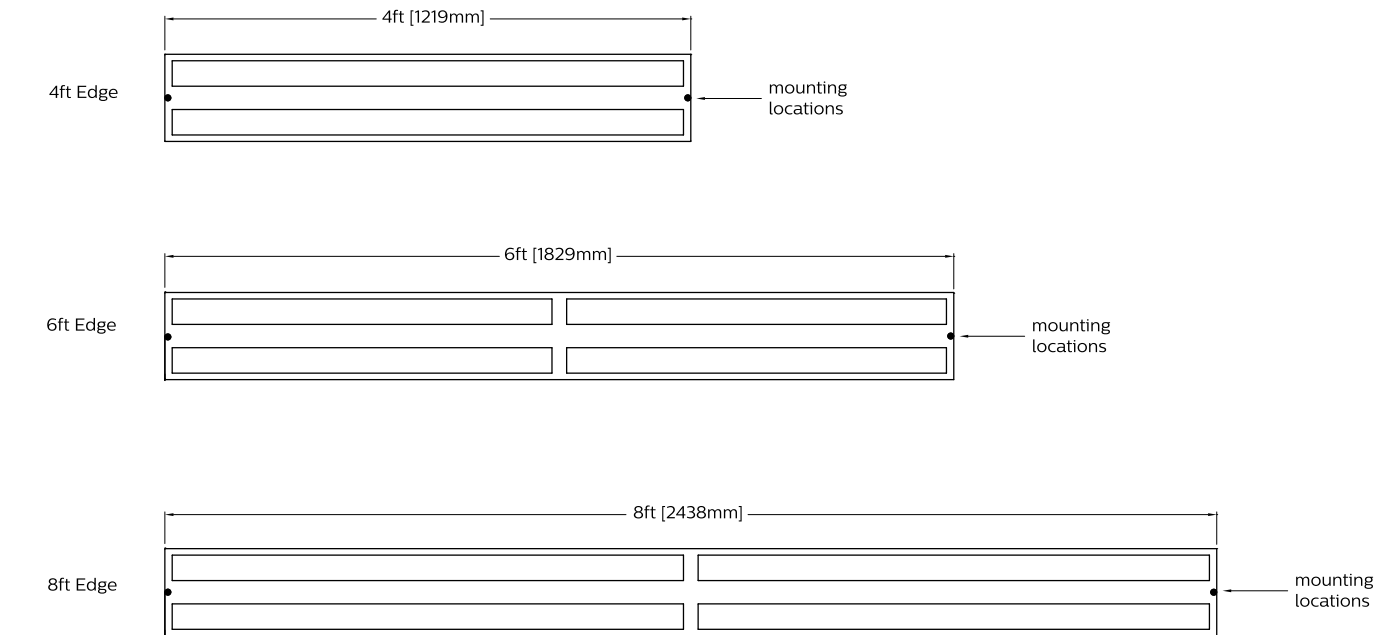 4ft [1219mm]
4ft Edge
mounting
locations
6ft [1829mm]
6ft Edge
mounting
locations
8ft [2438mm]
8ft Edge
mounting
locations